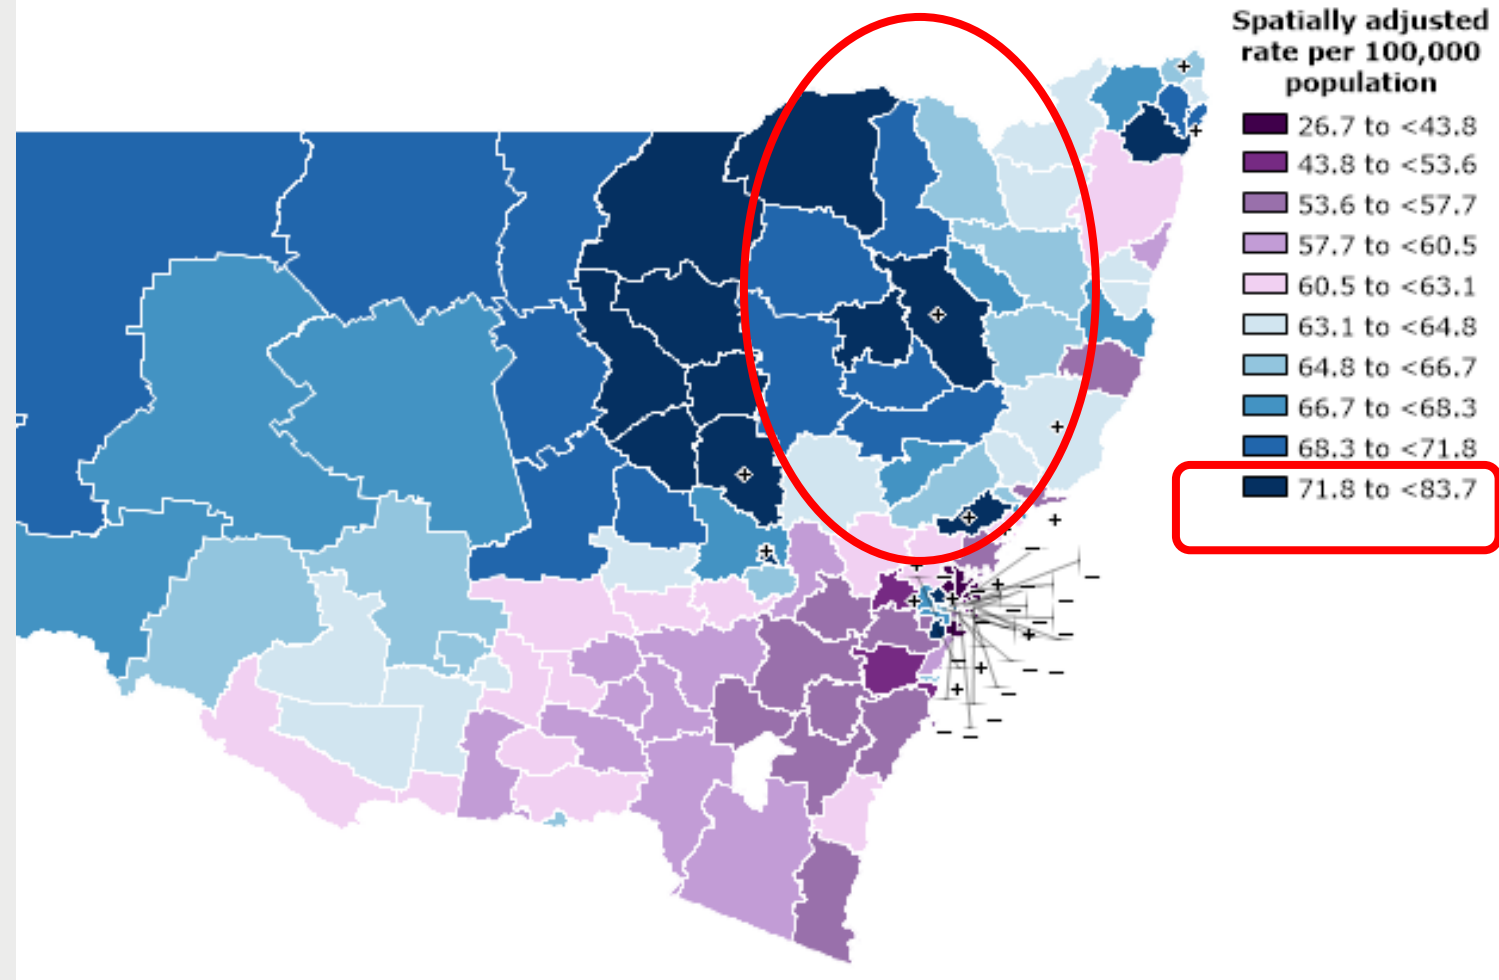 Spatially adjusted
rate per 100,000
population
26.7 to <43.8
43.8 to <53.6
53.6 to <57.7
57.7 to <60.5
60.5 to <63.1
63.1 to <64.8
64.8 to <66.7
66.7 to <68.3
68.3 to <71.8
71.8 to <83.7